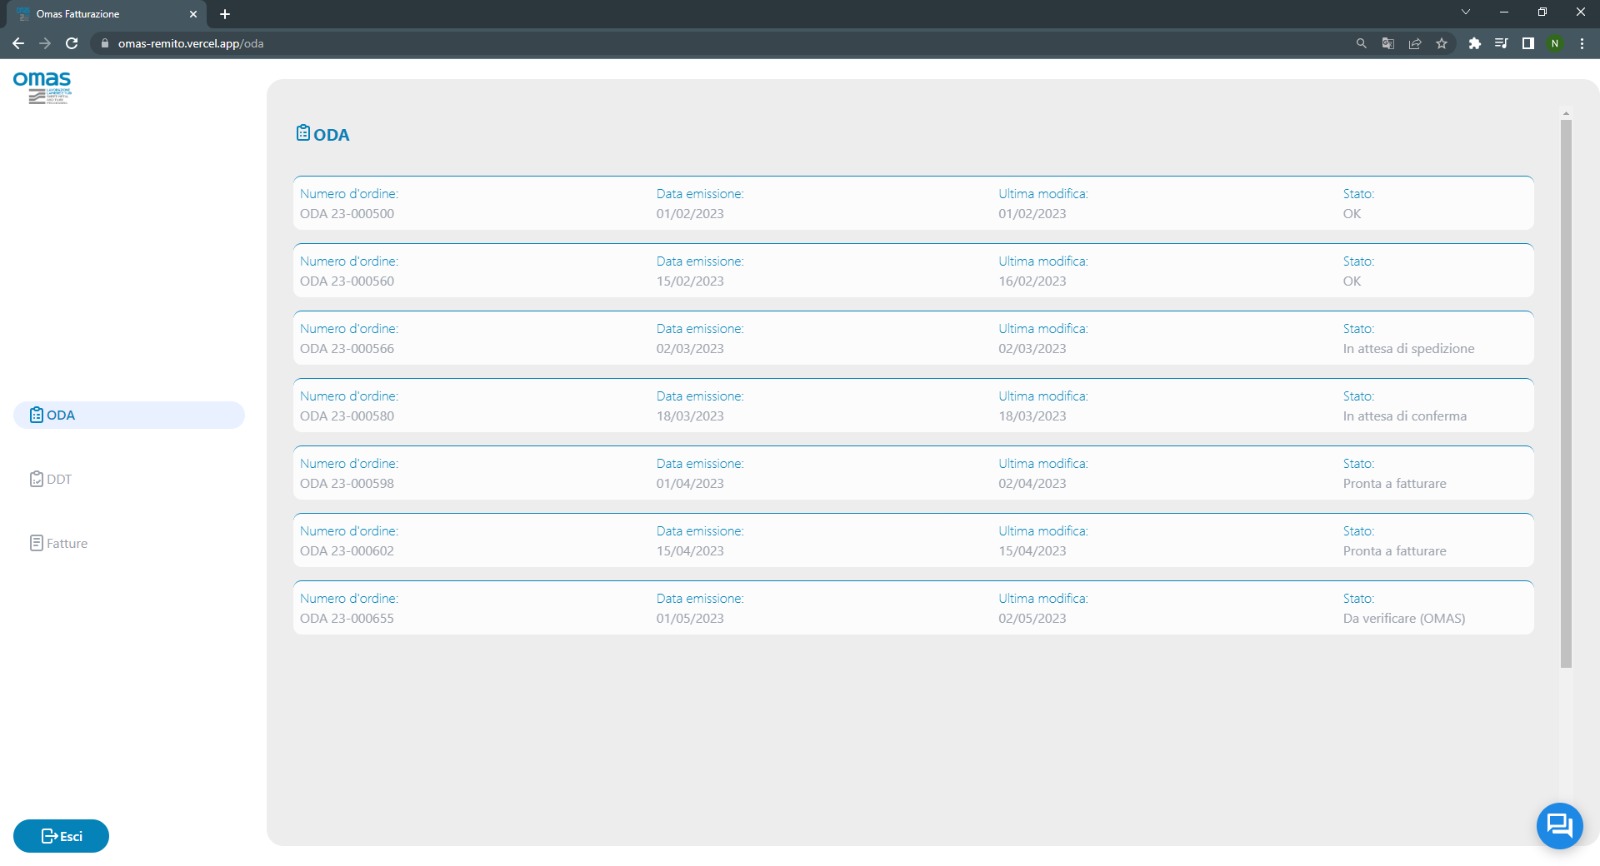 Omas Fatturazione
omas-remito.vercel.app/oda
N
omas
ODA
Numero d'ordine: Data emissione: Ultima modifica: Stato:
ODA 23-000500 01/02/2023 01/02/2023 OK
Numero d'ordine: Data emissione: Ultima modifica: Stato:
ODA 23-000560 15/02/2023 16/02/2023 OK
Numero d'ordine: Data emissione: Ultima modifica: Stato:
ODA 23-000566 02/03/2023 02/03/2023 In attesa di spedizione
Numero d'ordine: Data emissione: Ultima modifica: Stato:
ODA 23-000580 18/03/2023 18/03/2023 In attesa di conferma
Numero d'ordine: Data emissione: Ultima modifica: Stato:
ODA 23-000598 01/04/2023 02/04/2023 Pronta a fatturare
Numero d'ordine: Data emissione: Ultima modifica: Stato:
ODA 23-000602 15/04/2023 15/04/2023 Pronta a fatturare
Numero d'ordine: Data emissione: Ultima modifica: Stato:
ODA 23-000655 01/05/2023 02/05/2023 Da verificare (OMAS)
ODA
DDT
Fatture
Esci